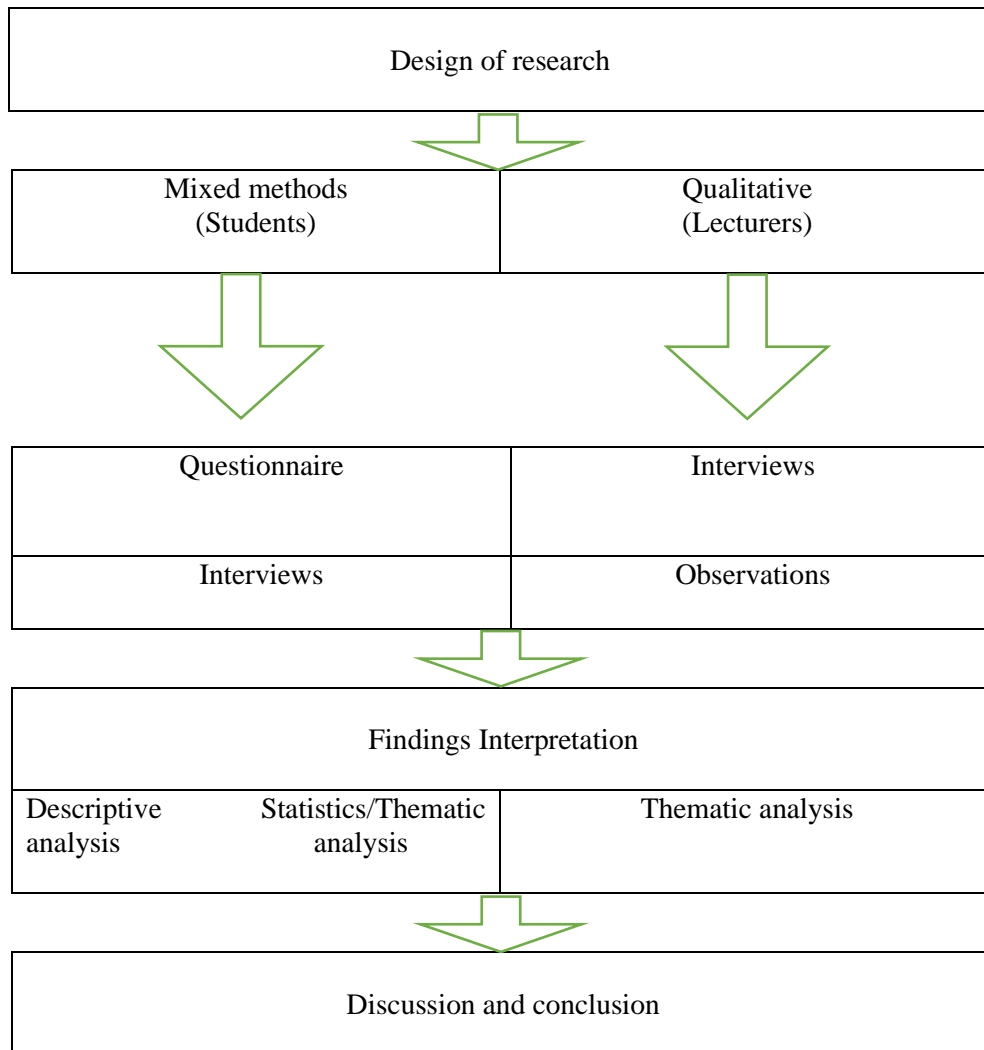 Design of research
Mixed methods
(Students)
Qualitative
(Lecturers)
Questionnaire
Interviews
Interviews
Observations
Findings Interpretation
Descriptive Statistics/Thematic
analysis analysis
Thematic analysis
Discussion and conclusion